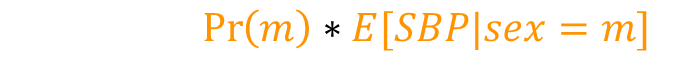 Pr(m) * E[SBP|sex = m]